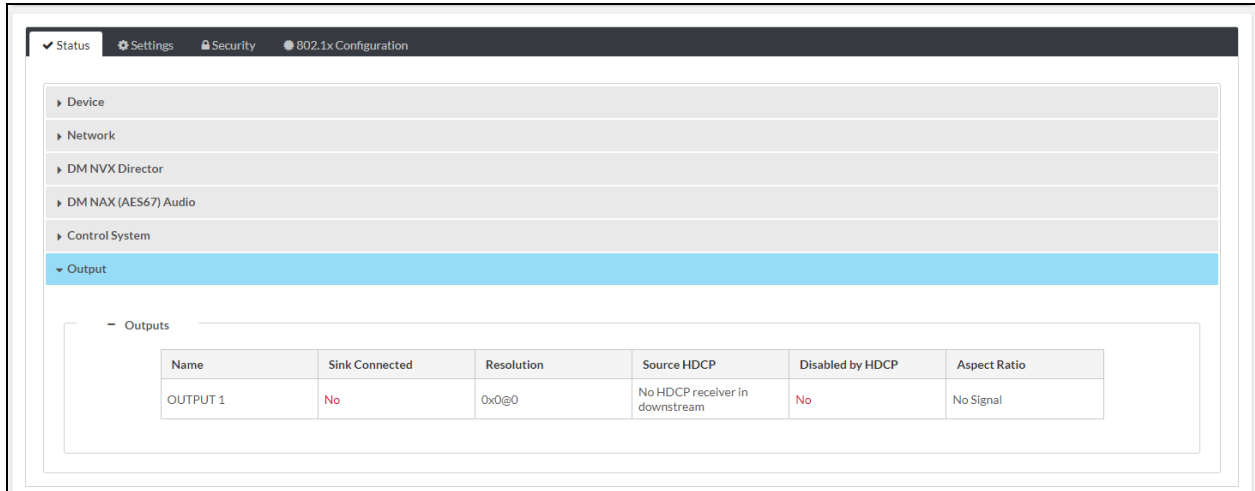 Status Settings Security 802.1x Configuration
Device
Network
DM NVX Director
DM NAX (AES67) Audio
Control System
Output
Outputs
Name Sink Connected Resolution Source HDCP Disabled by HDCP Aspect Ratio
OUTPUT 1 No 0x0@0 No HDCP receiver in downstream No No Signal